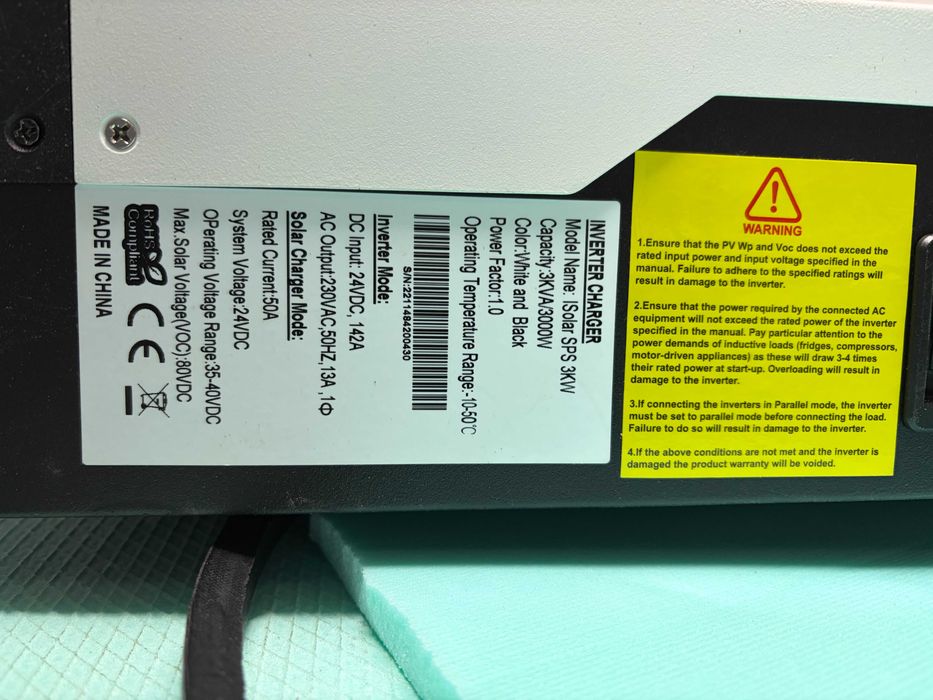 INVERTER CHARGER
Model Name: ISolar SPS 3KW
Capacity:3KVA/3000W
Color:White and Black
Power Factor:1.0
Operating Temperature Range:-10-50℃
S/N:2211484200430
Inverter Mode:
DC Input: 24VDC, 142A
AC Output:230VAC,50HZ,13A ,1Φ
Solar Charger Mode:
Rated Current:50A
System Voltage:24VDC
OPerating Voltage Range:35-40VDC
Max.Solar Voltage(VOC):80VDC
RoHS
Compliant
CE
MADE IN CHINA
WARNING
1.Ensure that the PV Wp and Voc does not exceed the
rated input power and input voltage specified in the
manual. Failure to adhere to the specified ratings will
result in damage to the inverter.
2.Ensure that the power required by the connected AC
equipment will not exceed the rated power of the inverter
specified in the manual. Pay particular attention to the
power demands of inductive loads (fridges, compressors,
motor-driven appliances) as these will draw 3-4 times
their rated power at start-up. Overloading will result in
damage to the inverter.
3.If connecting the inverters in Parallel mode, the inverter
must be set to parallel mode before connecting the load.
Failure to do so will result in damage to the inverter.
4.If the above conditions are not met and the inverter is
damaged the product warranty will be voided.